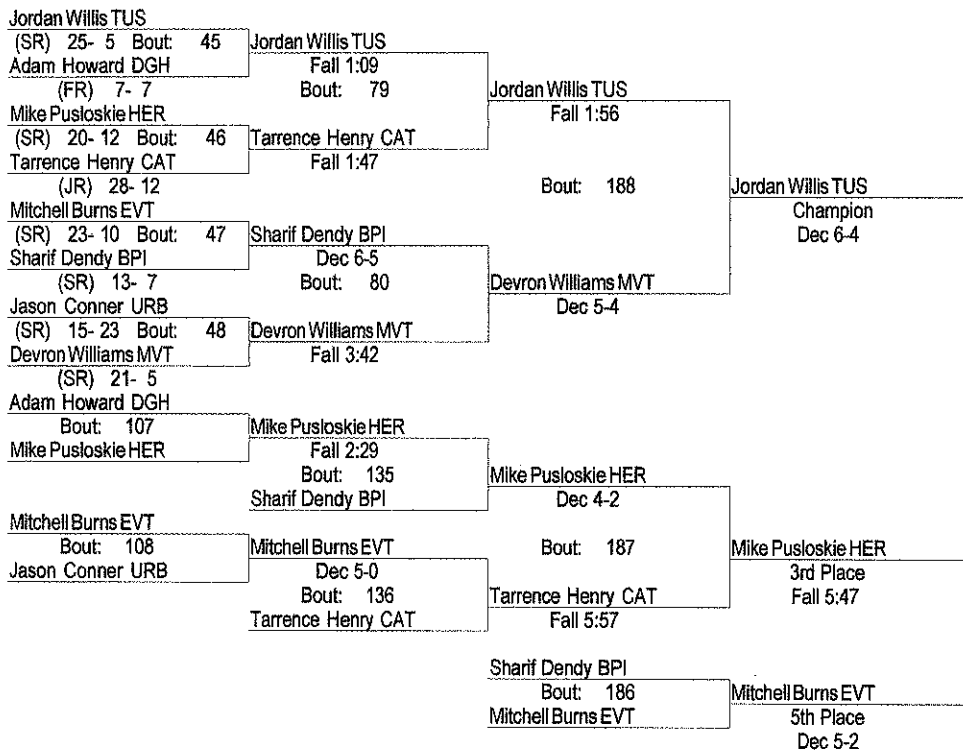 Jordan Willis TUS
(SR) 25- 5 Bout: 45
Adam Howard DGH
(FR) 7- 7
Mike Pusloskie HER
(SR) 20- 12 Bout: 46
Tarrence Henry CAT
(JR) 28- 12
Mitchell Burns EVT
(SR) 23- 10 Bout: 47
Sharif Dendy BPI
(SR) 13- 7
Jason Conner URB
(SR) 15- 23 Bout: 48
Devron Williams MVT
(SR) 21- 5
Jordan Willis TUS
Fall 1:09
Bout: 79
Tarrence Henry CAT
Fall 1:47
Sharif Dendy BPI
Dec 6-5
Bout: 80
Devron Williams MVT
Fall 3:42
Jordan Willis TUS
Fall 1:56
Bout: 188
Devron Williams MVT
Dec 5-4
Jordan Willis TUS
Champion
Dec 6-4
Adam Howard DGH
Bout: 107
Mike Pusloskie HER
Mitchell Burns EVT
Bout: 108
Jason Conner URB
Mike Pusloskie HER
Fall 2:29
Bout: 135
Sharif Dendy BPI
Mitchell Burns EVT
Dec 5-0
Bout: 136
Tarrence Henry CAT
Mike Pusloskie HER
Dec 4-2
Bout: 187
Tarrence Henry CAT
Fall 5:57
Mike Pusloskie HER
3rd Place
Fall 5:47
Sharif Dendy BPI
Bout: 186
Mitchell Burns EVT
Mitchell Burns EVT
5th Place
Dec 5-2